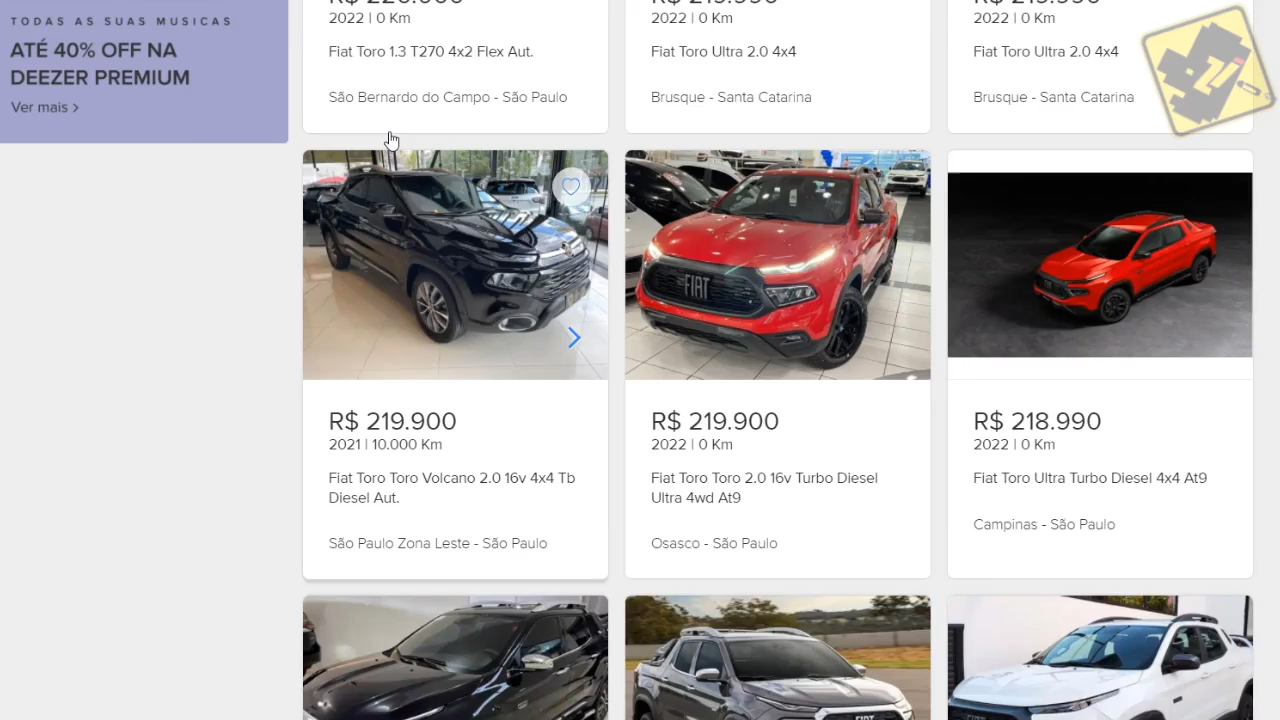 TODAS AS SUAS MUSICAS
ATÉ 40% OFF NA
DEEZER PREMIUM
Ver mais >
2022 | 0 Km
Fiat Toro 1.3 T270 4x2 Flex Aut.
São Bernardo do Campo - São Paulo
2022 | 0 Km
Fiat Toro Ultra 2.0 4x4
Brusque - Santa Catarina
2022 | 0 Km
Fiat Toro Ultra 2.0 4x4
Brusque - Santa Catarina
R$ 219.900
2021 | 10.000 Km
Fiat Toro Toro Volcano 2.0 16v 4x4 Tb
Diesel Aut.
São Paulo Zona Leste - São Paulo
FIAT
R$ 219.900
2022 | 0 Km
Fiat Toro Toro 2.0 16v Turbo Diesel
Ultra 4wd At9
Osasco - São Paulo
R$ 218.990
2022 | 0 Km
Fiat Toro Ultra Turbo Diesel 4x4 At9
Campinas - São Paulo
FIAT